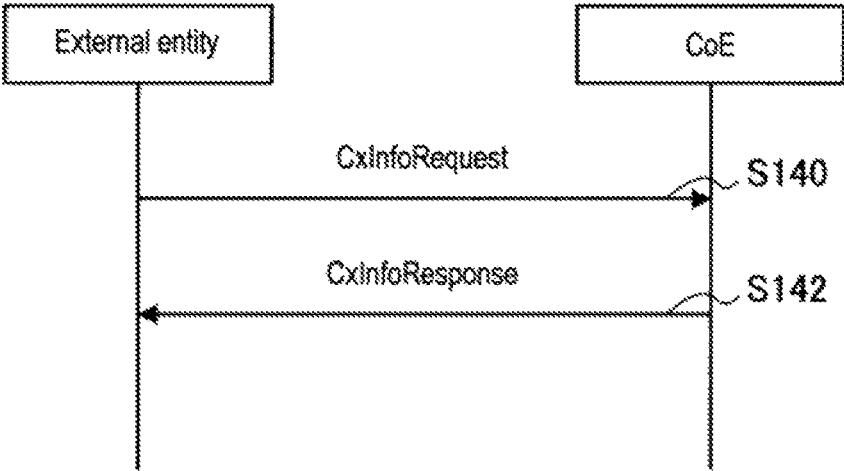 External entity
CoE
CxInfoRequest
S140
CxInfoResponse
S142